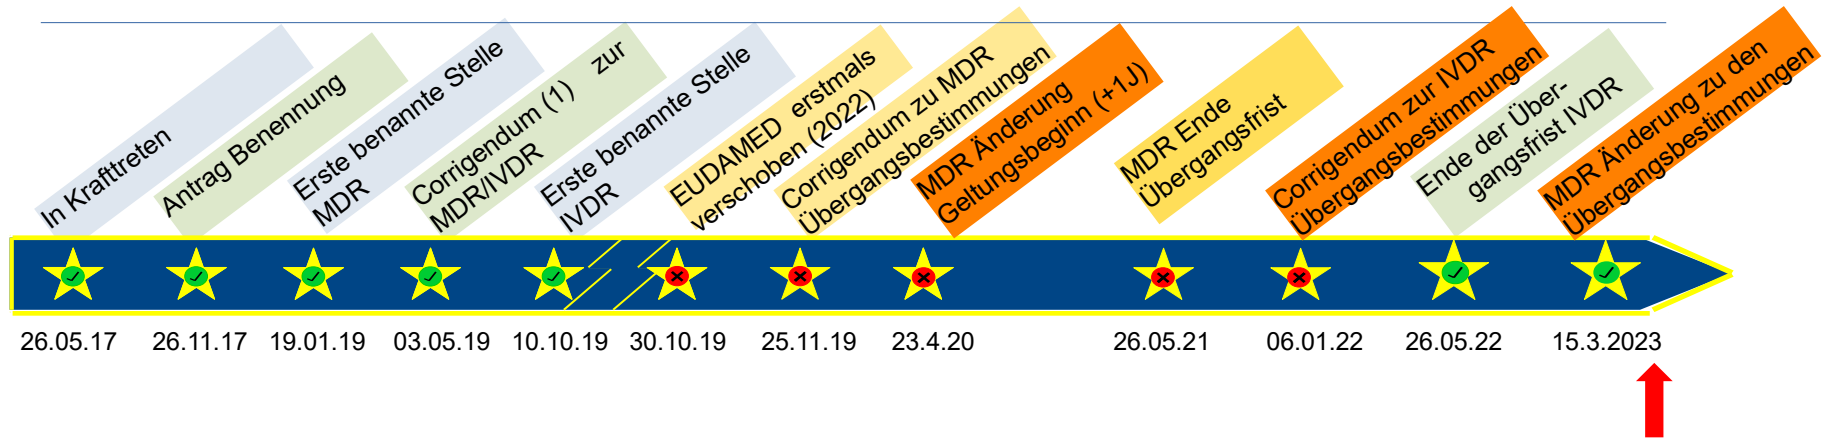 In Krafttreten
Antrag Benennung
Erste benannte Stelle
MDR
Corrigendum (1) zur
MDR/IVDR
Erste benannte Stelle
IVDR
EUDAMED erstmals
verschoben (2022)
Corrigendum zu MDR
Übergangsbestimmungen
MDR Änderung
Geltungsbeginn (+1J)
MDR Ende
Übergangsfrist
Corrigendum zur IVDR
Übergangsbestimmungen
Ende der Über-
gangsfrist IVDR
MDR Änderung zu den
Übergangsbestimmungen
26.05.17
26.11.17
19.01.19
03.05.19
10.10.19
30.10.19
25.11.19
23.4.20
26.05.21
06.01.22
26.05.22
15.3.2023